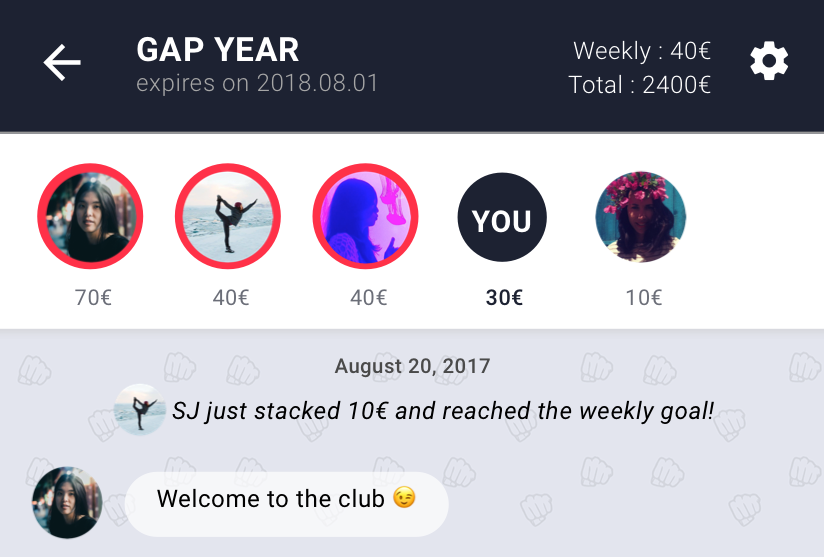 GAP YEAR
expires on 2018.08.01
Weekly : 40€
Total : 2400€
70€
40€
40€
YOU
30€
10€
August 20, 2017
SJ just stacked 10€ and reached the weekly goal!
Welcome to the club 😉